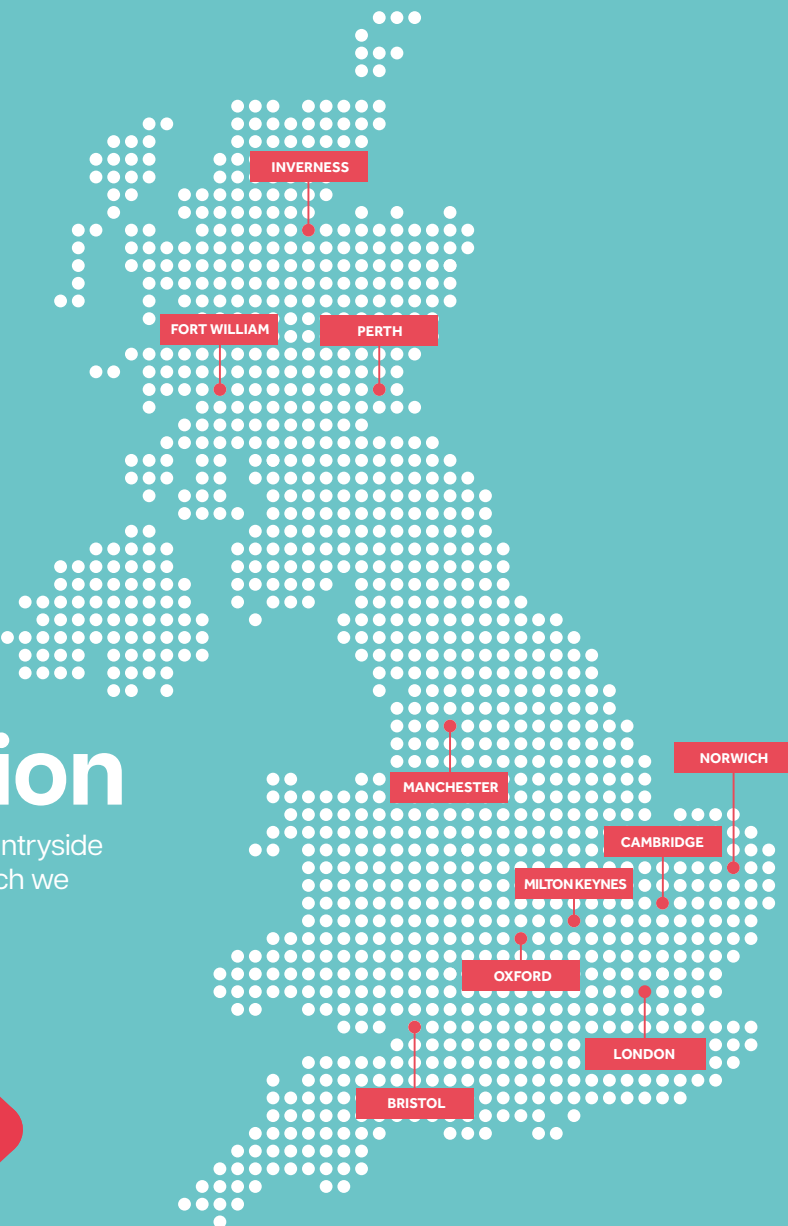 INVERNESS
FORT WILLIAM
PERTH
ion
ntryside
ch we
NORWICH
MANCHESTER
CAMBRIDGE
MILTON KEYNES
OXFORD
LONDON
BRISTOL